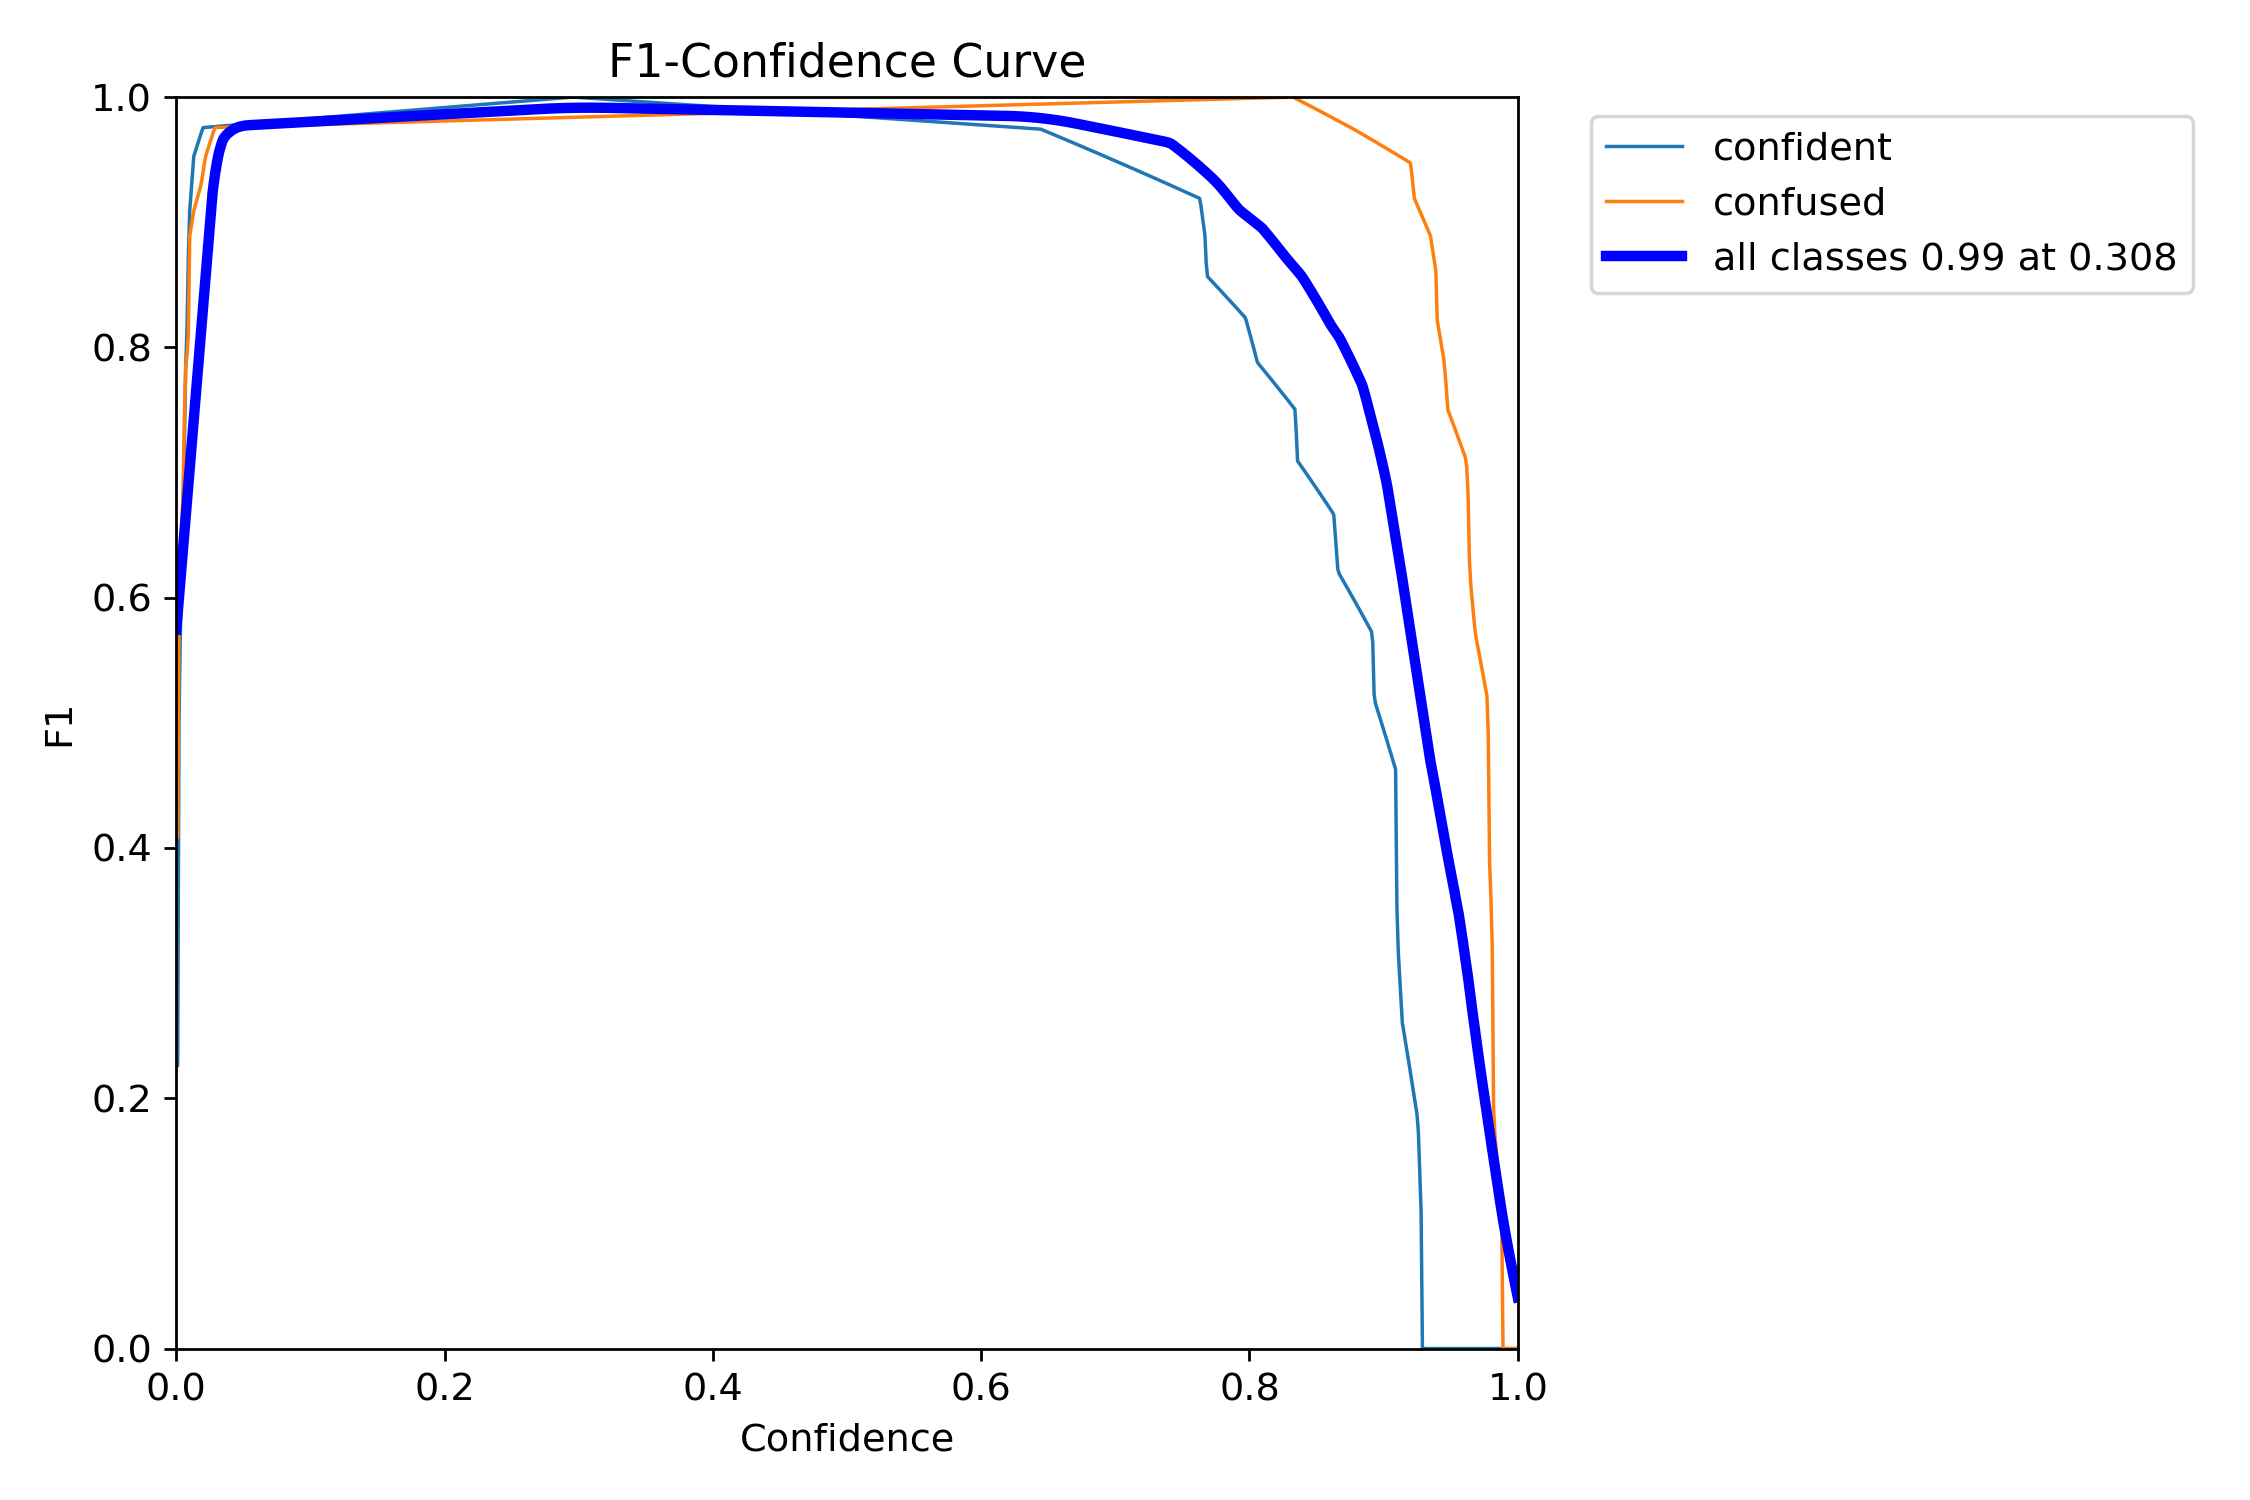 F1-Confidence Curve
1.0
0.8
0.6
0.4
0.2
0.0
F1
0.0 0.2 0.4 0.6 0.8 1.0
Confidence
confident
confused
all classes 0.99 at 0.308